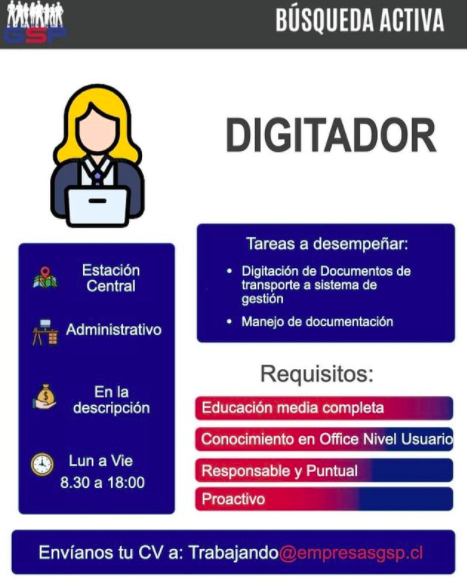 GSP
BÚSQUEDA ACTIVA
DIGITADOR
Estación
Central
Administrativo
En la
descripción
Lun a Vie
8.30 a 18:00
Tareas a desempeñar:
• Digitación de Documentos de
transporte a sistema de
gestión
• Manejo de documentación
Requisitos:
Educación media completa
Conocimiento en Office Nivel Usuario
Responsable y Puntual
Proactivo
Envíanos tu CV a: Trabajando@empresasgsp.cl